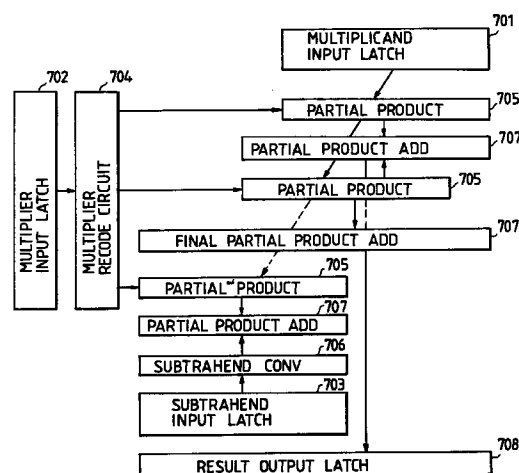 701
MULTIPLICAND
INPUT LATCH
702
704
MULTIPLIER
INPUT LATCH
MULTIPLIER
RECODE CIRCUIT
705
PARTIAL PRODUCT
707
PARTIAL PRODUCT ADD
PARTIAL PRODUCT
705
707
FINAL PARTIAL PRODUCT ADD
705
PARTIAL PRODUCT
707
PARTIAL PRODUCT ADD
706
SUBTRAHEND CONV
703
SUBTRAHEND
INPUT LATCH
708
RESULT OUTPUT LATCH